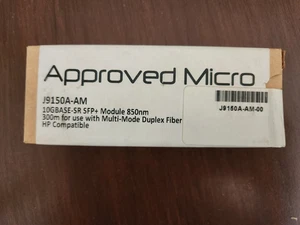 Approved Micro
J9150A-AM
10GBASE-SR SFP+ Module 850nm
300m for use with Multi-Mode Duplex Fiber
HP Compatible
J9150A-AM-00